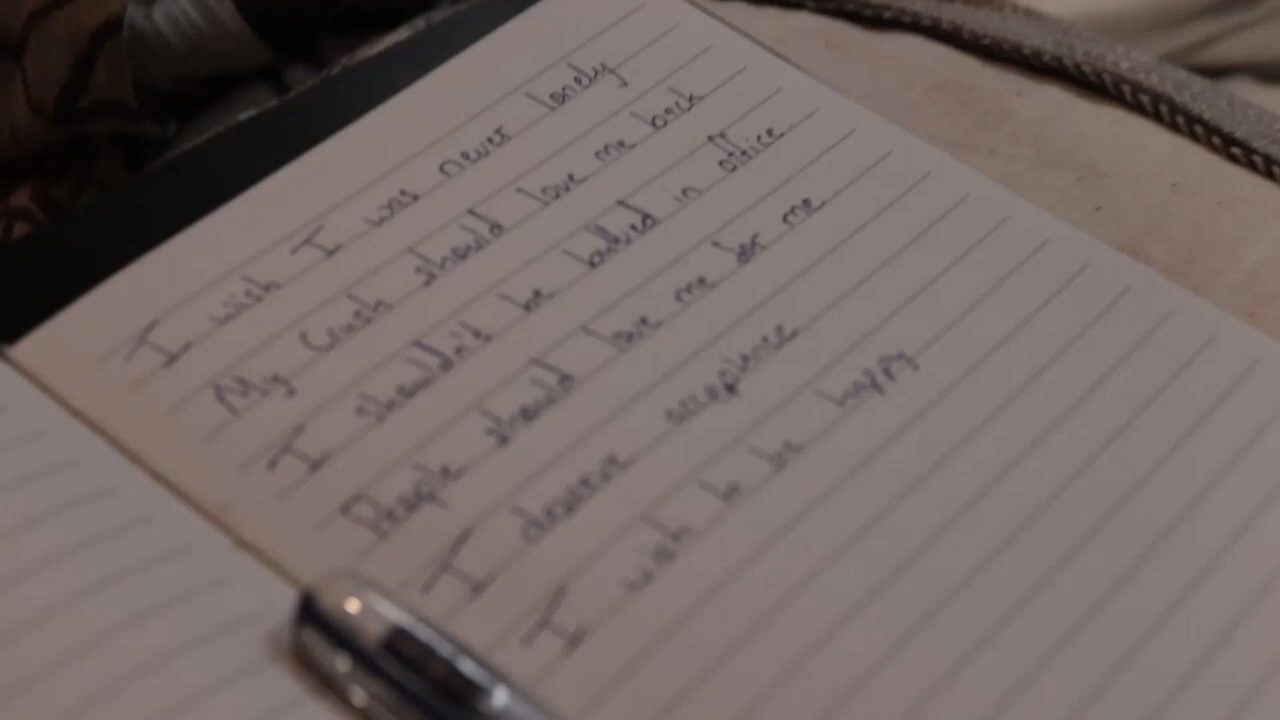 I wish I was never lonely
My Crush should love me back
I shouldn't be bullied in office
People should love me for me
I deserve acceptance
I wish to be happy